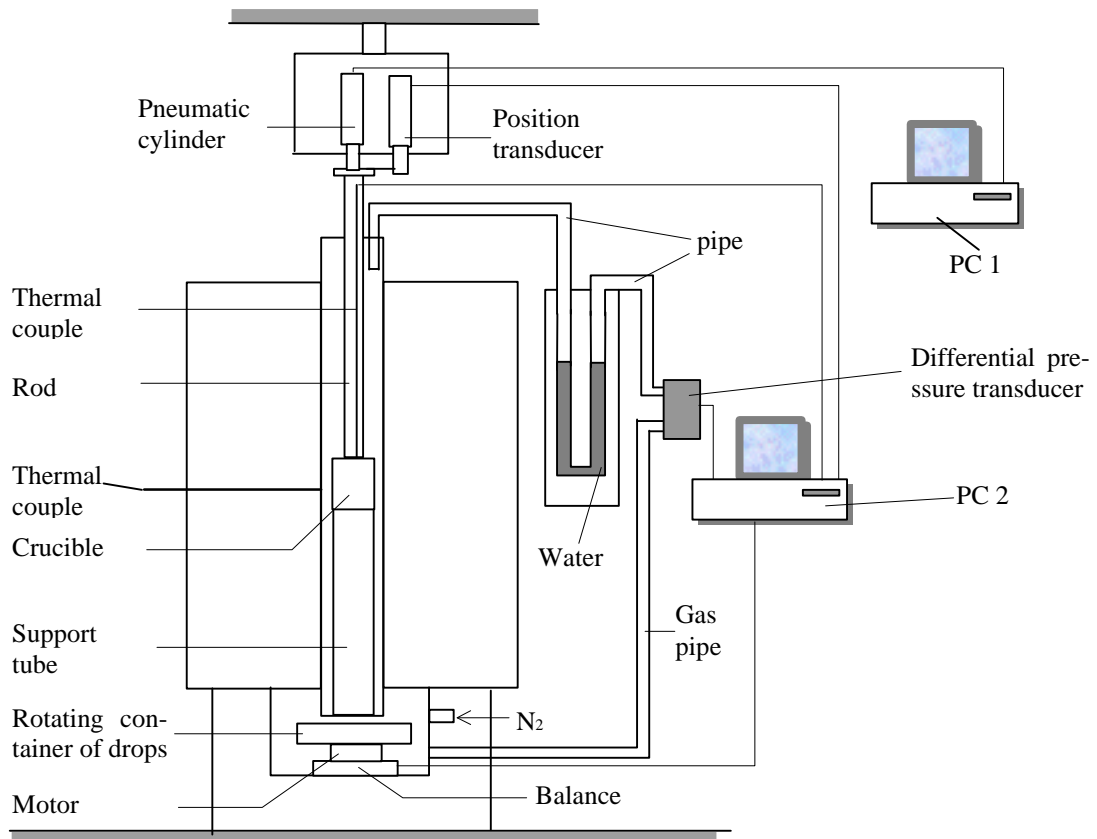 Pneumatic
cylinder
Position
transducer
pipe
PC 1
Thermal
couple
Rod
Differential pre-
ssure transducer
Thermal
couple
PC 2
Crucible
Water
Gas
pipe
Support
tube
Rotating con-
tainer of drops
N2
Motor
Balance